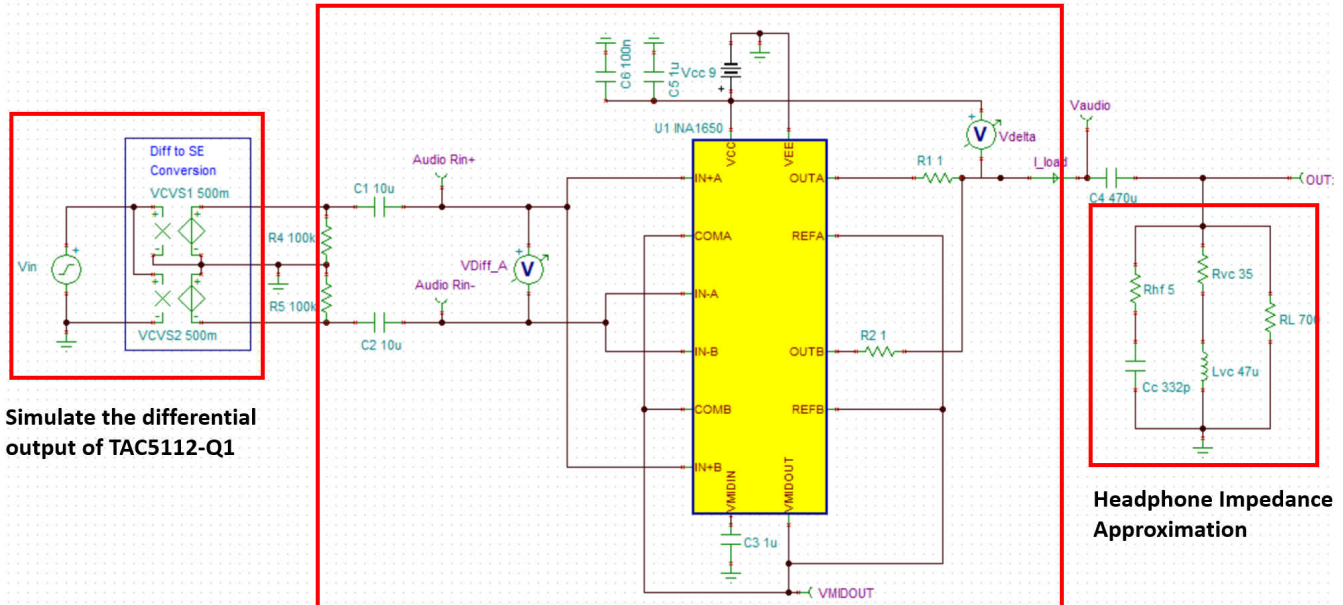 C6 100n
C5 1u
Vcc 9
+
U1 INA1650
VCC
VEE
+
V
Vdelta
Vaudio
Diff to SE
Conversion
VCVS1 500m
+
+
-
-
+
+
-
-
VCVS2 500m
Vin
+
Audio Rin+
C1 10u
R4 100k
R5 100k
VDiff_A
+
V
Audio Rin-
C2 10u
IN+A
COMA
IN-A
IN-B
COMB
IN+B
VMIDIN
VMIDOUT
OUTA
REFA
OUTB
REFB
R1 1
R2 1
I_load
C4 470u
OUT
Rhf 5
Rvc 35
RL 700
Cc 332p
Lvc 47u
C3 1u
VMIDOUT
Simulate the differential
output of TAC5112-Q1
Headphone Impedance
Approximation